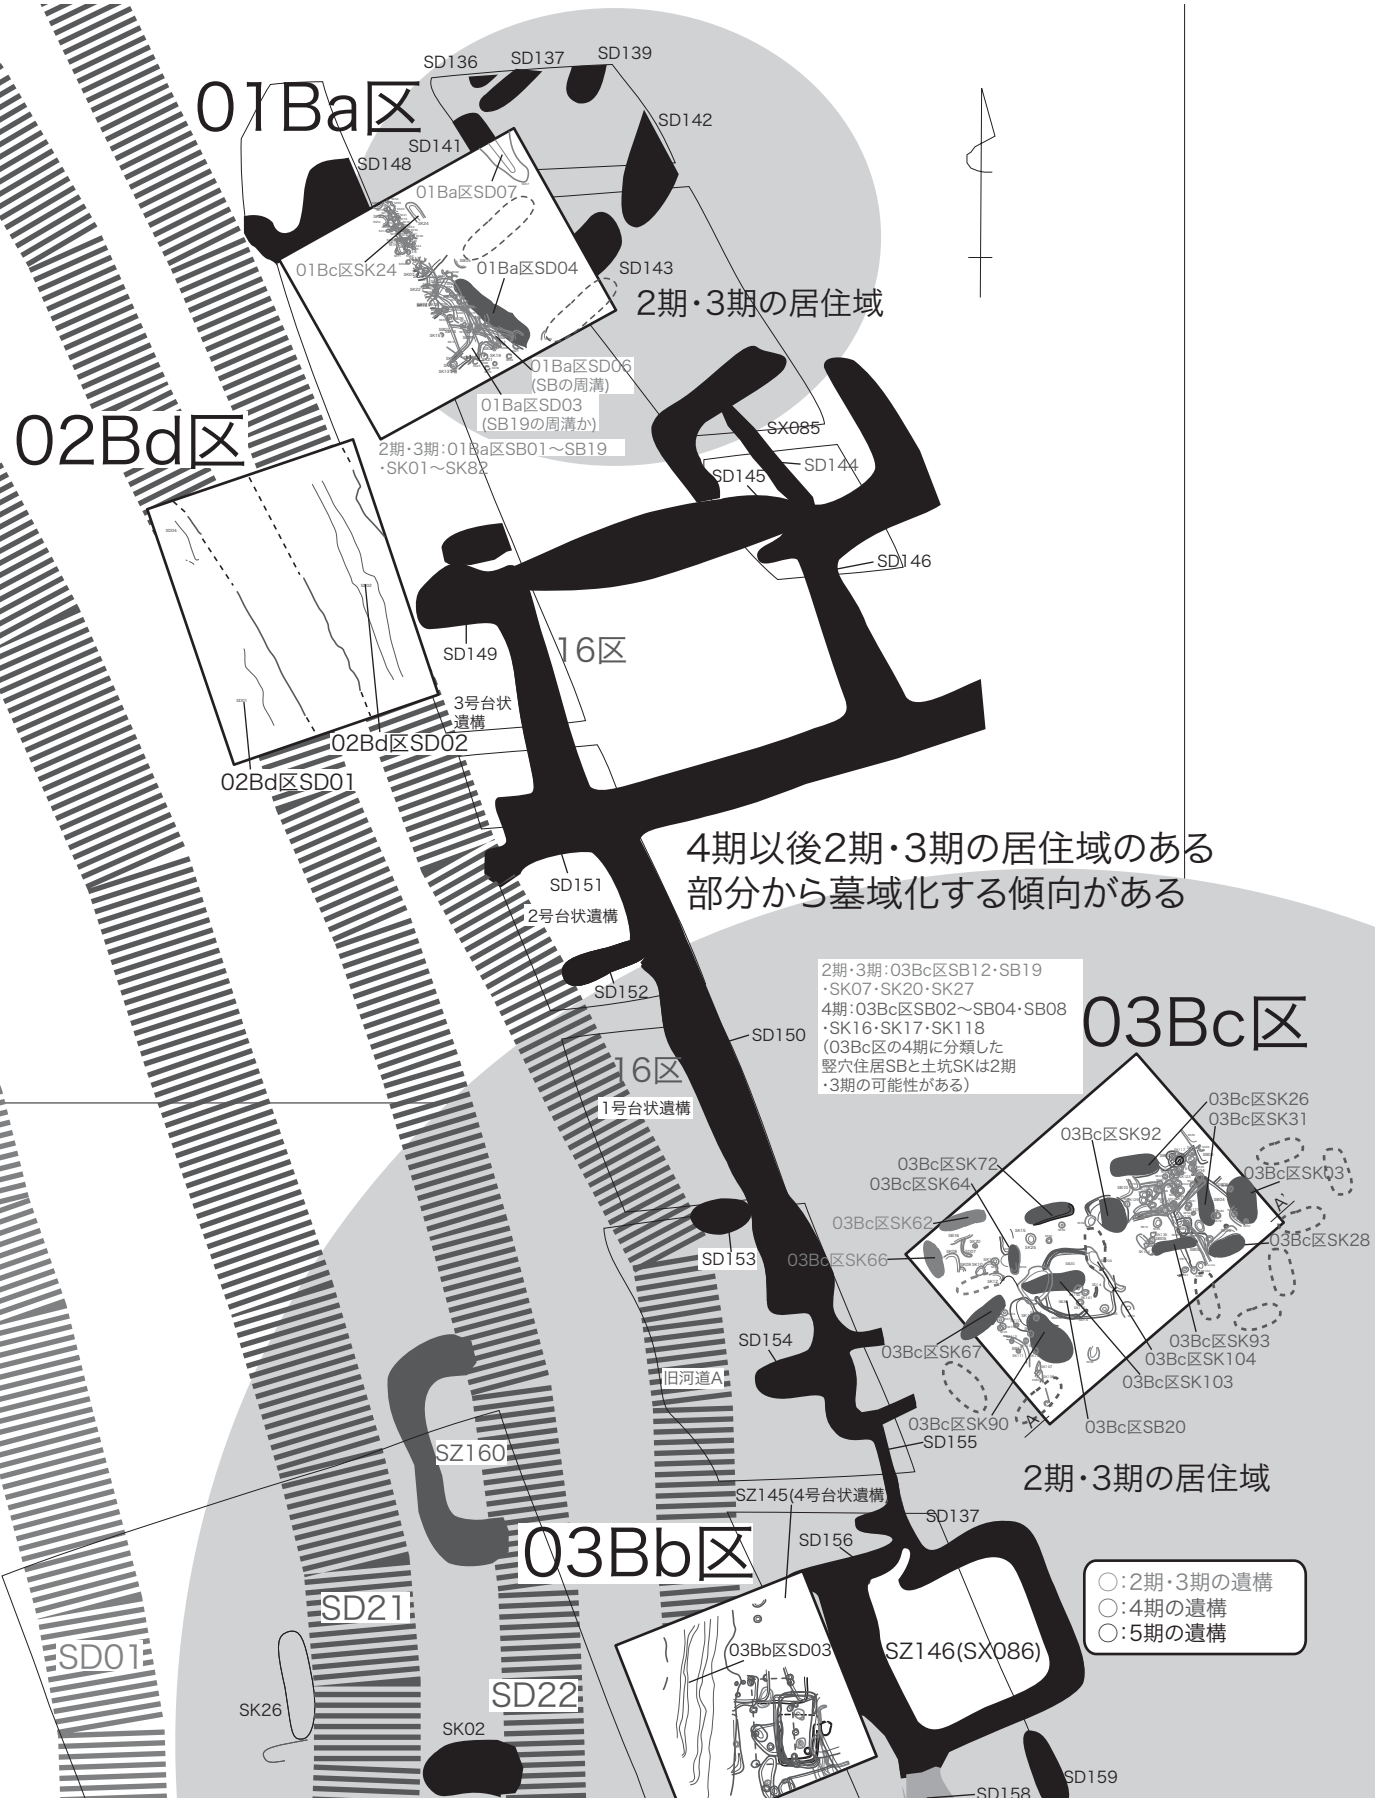 SD136
SD137
SD139
01Ba区
SD142
SD141
SD148
01Ba区SD07
01Bc区SK24
01Ba区SD04
SD143
2期・3期の居住域
01Ba区SD06
(SBの周溝)
01Ba区SD03
(SB19の周溝か)
02Bd区
2期・3期：01Ba区SB01～SB19
・SK01～SK82
SX085
SD144
SD145
SD146
SD149
16区
3号台状
遺構
02Bd区SD02
02Bd区SD01
4期以後2期・3期の居住域のある
部分から墓域化する傾向がある
SD151
2号台状遺構
SD152
2期・3期：03Bc区SB12・SB19
・SK07・SK20・SK27
4期：03Bc区SB02～SB04・SB08
・SK16・SK17・SK118
（03Bc区の4期に分類した
竪穴住居SBと土坑SKは2期
・3期の可能性がある）
03Bc区
SD150
16区
1号台状遺構
03Bc区SK26
03Bc区SK31
03Bc区SK92
03Bc区SK72
03Bc区SK64
03Bc区SK03
A'
03Bc区SK62
03Bc区SK28
SD153
03Bc区SK66
SD154
03Bc区SK67
03Bc区SK93
03Bc区SK104
03Bc区SK103
旧河道A
03Bc区SK90
A
03Bc区SB20
SD155
SZ160
2期・3期の居住域
SZ145(4号台状遺構)
SD137
03Bb区
SD156
○：2期・3期の遺構
○：4期の遺構
○：5期の遺構
SD21
SD01
03Bb区SD03
SZ146(SX086)
SD22
SK26
SK02
SD159
SD158